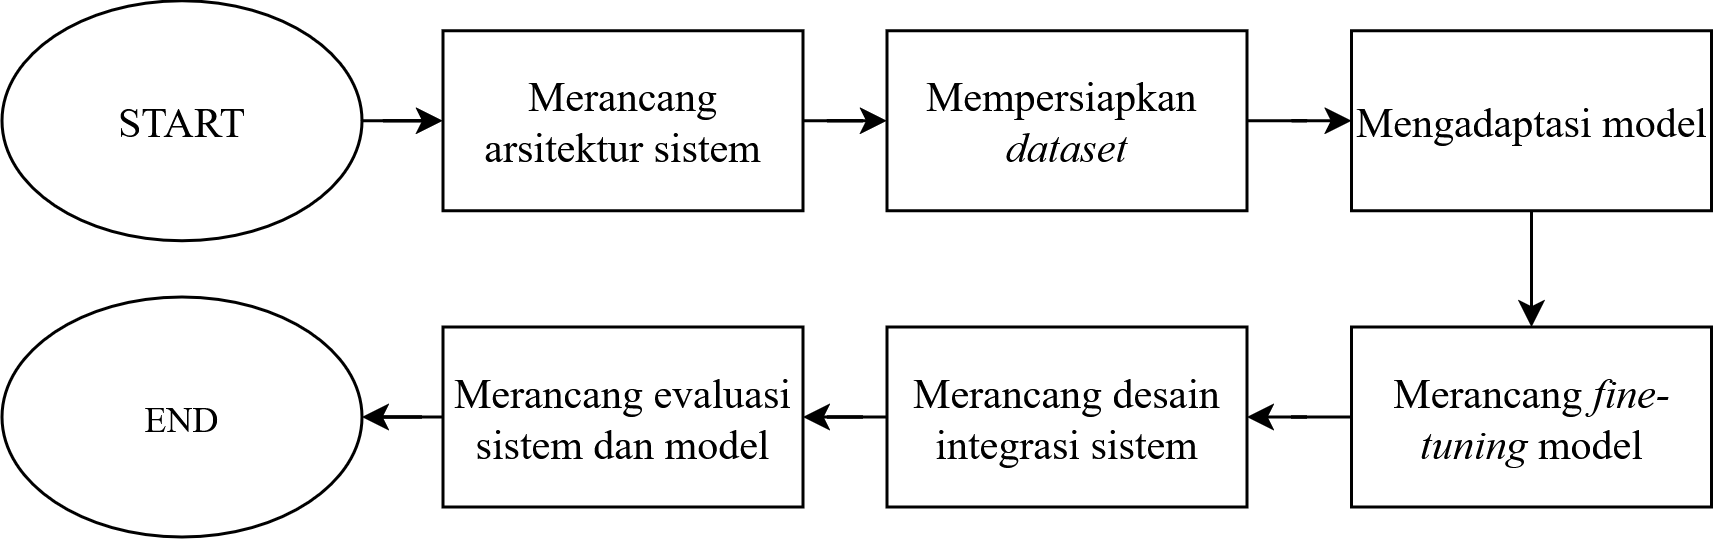 START
Merancang
arsitektur sistem
Mempersiapkan
dataset
Mengadaptasi model
Merancang fine-
tuning model
Merancang desain
integrasi sistem
Merancang evaluasi
sistem dan model
END